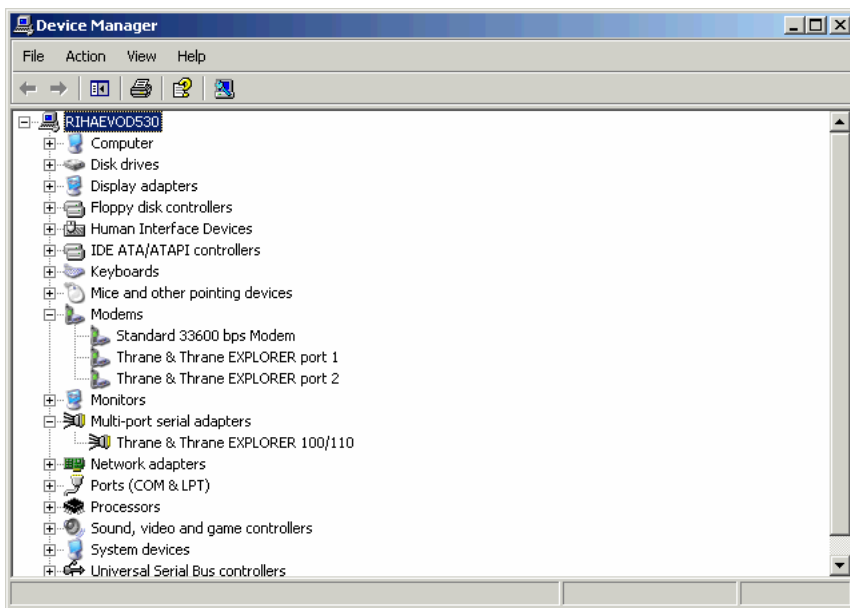 Device Manager
File Action View Help
RIHAEVOD530
Computer
Disk drives
Display adapters
Floppy disk controllers
Human Interface Devices
IDE ATA/ATAPI controllers
Keyboards
Mice and other pointing devices
Modems
Standard 33600 bps Modem
Thrane & Thrane EXPLORER port 1
Thrane & Thrane EXPLORER port 2
Monitors
Multi-port serial adapters
Thrane & Thrane EXPLORER 100/110
Network adapters
Ports (COM & LPT)
Processors
Sound, video and game controllers
System devices
Universal Serial Bus controllers